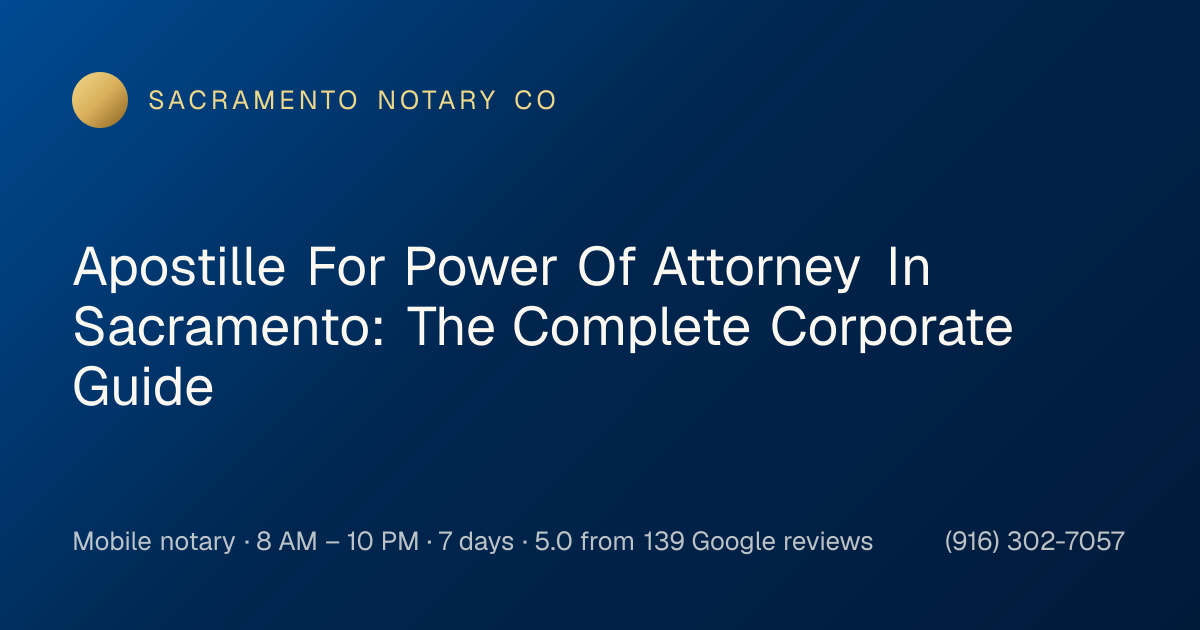 SACRAMENTO NOTARY CO
Apostille For Power Of Attorney In
Sacramento: The Complete Corporate
Guide
Mobile notary · 8 AM – 10 PM · 7 days · 5.0 from 139 Google reviews
(916) 302-7057